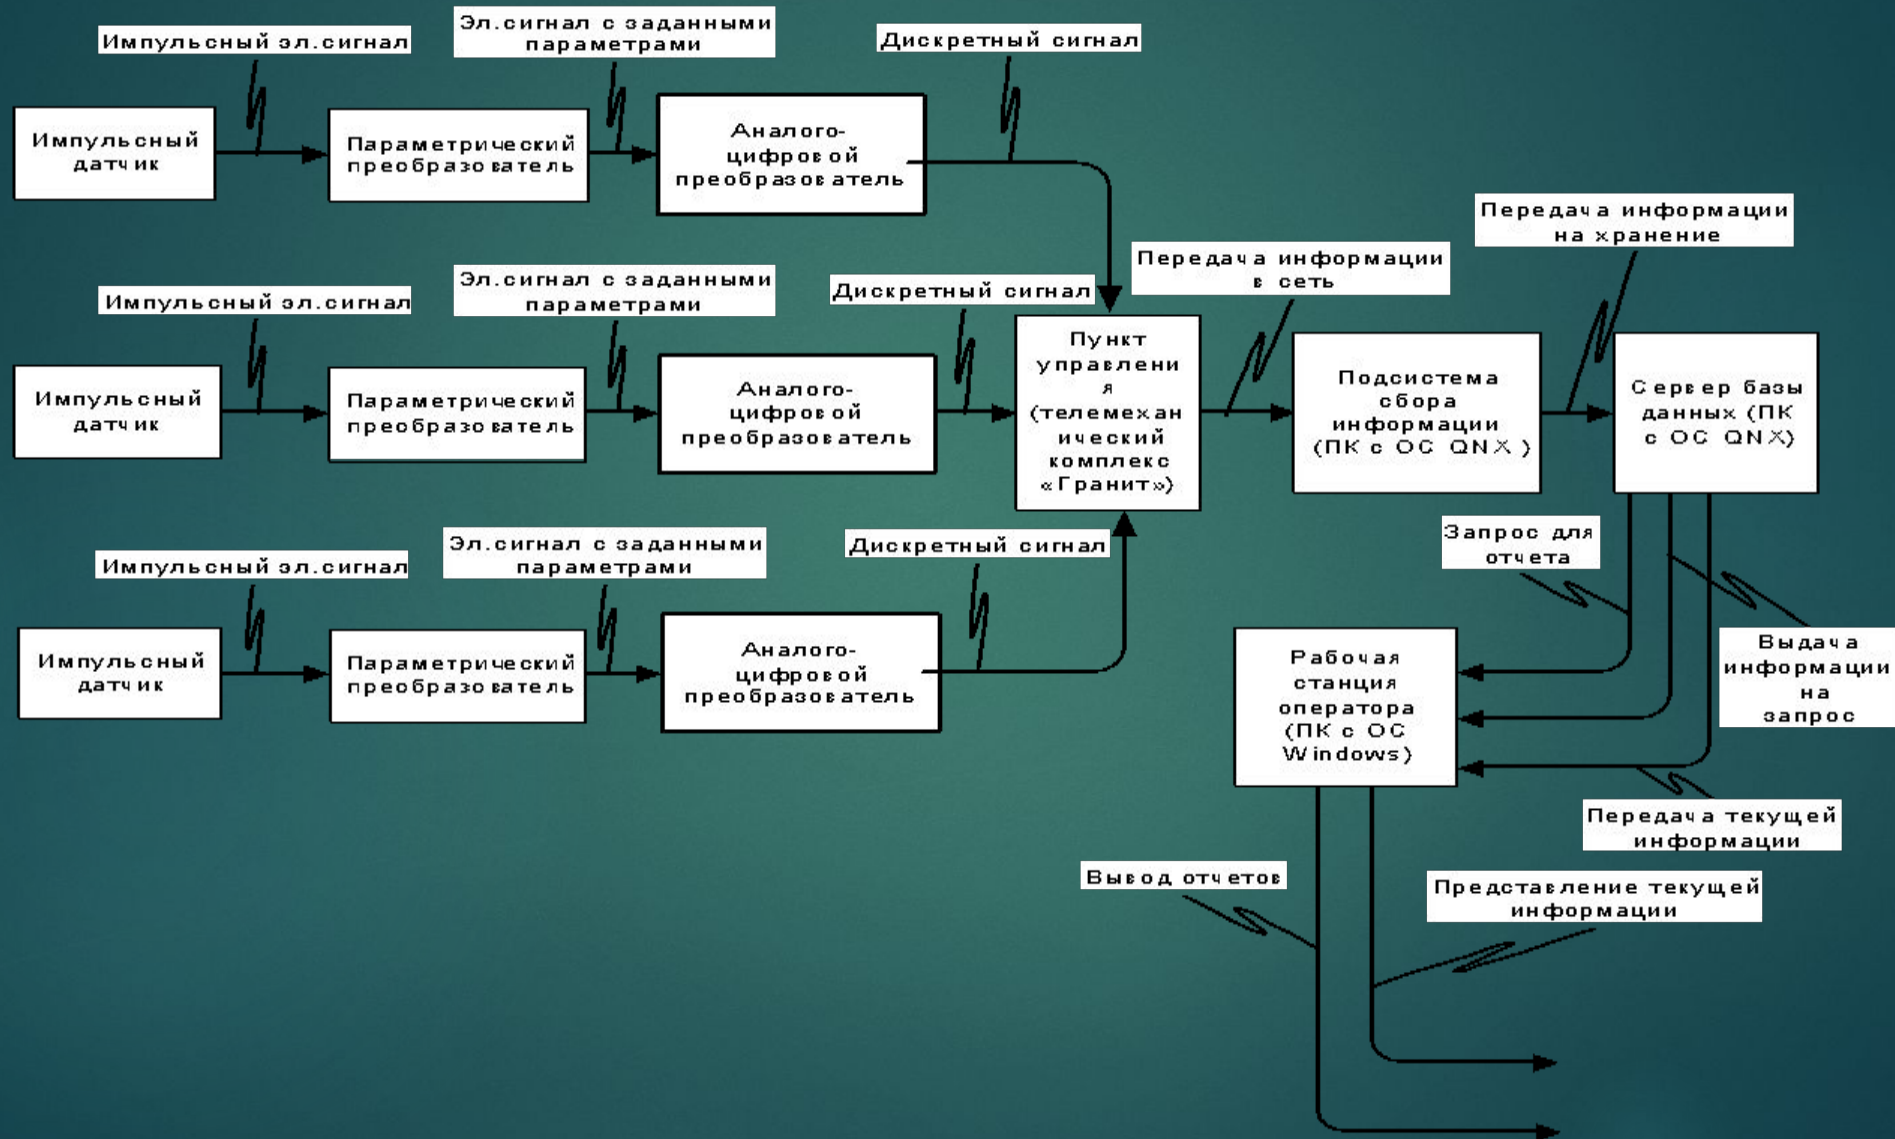 Импульсный эл.сигнал
Эл.сигнал с заданными
параметрами
Дискретный сигнал
Импульсный
датчик
Параметрический
преобразователь
Аналого-
цифровой
преобразователь
Передача информации
на хранение
Передача информации
в сеть
Импульсный эл.сигнал
Эл.сигнал с заданными
параметрами
Дискретный сигнал
Импульсный
датчик
Параметрический
преобразователь
Аналого-
цифровой
преобразователь
Пункт
управлени
я
(телемехан
ический
комплекс
«Гранит»)
Подсистема
сбора
информации
(ПК с ОС QNX )
Сервер базы
данных (ПК
с ОС QNX)
Импульсный эл.сигнал
Эл.сигнал с заданными
параметрами
Дискретный сигнал
Запрос для
отчета
Импульсный
датчик
Параметрический
преобразователь
Аналого-
цифровой
преобразователь
Рабочая
станция
оператора
(ПК с ОС
Windows)
Выдача
информации
на
запрос
Передача текущей
информации
Вывод отчетов
Представление текущей
информации